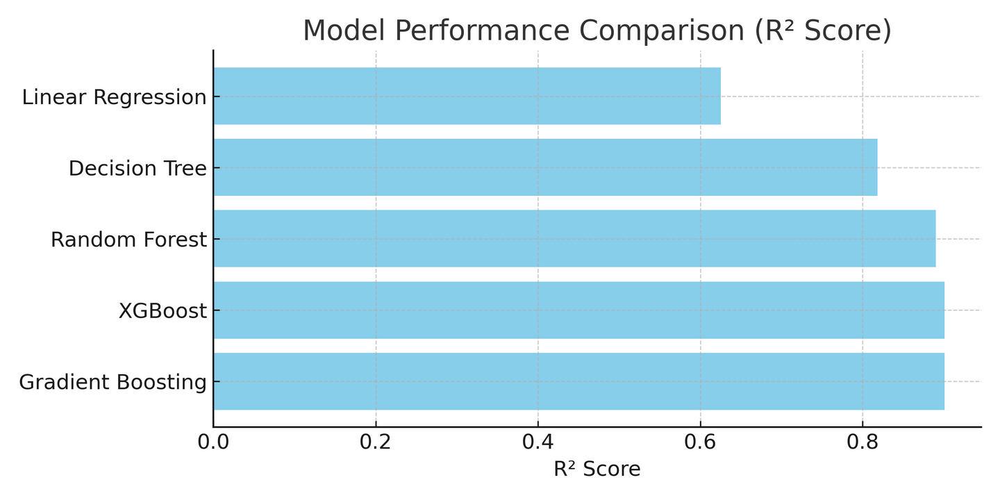 Model Performance Comparison (R² Score)
Linear Regression
Decision Tree
Random Forest
XGBoost
Gradient Boosting
0.0 0.2 0.4 0.6 0.8
R² Score